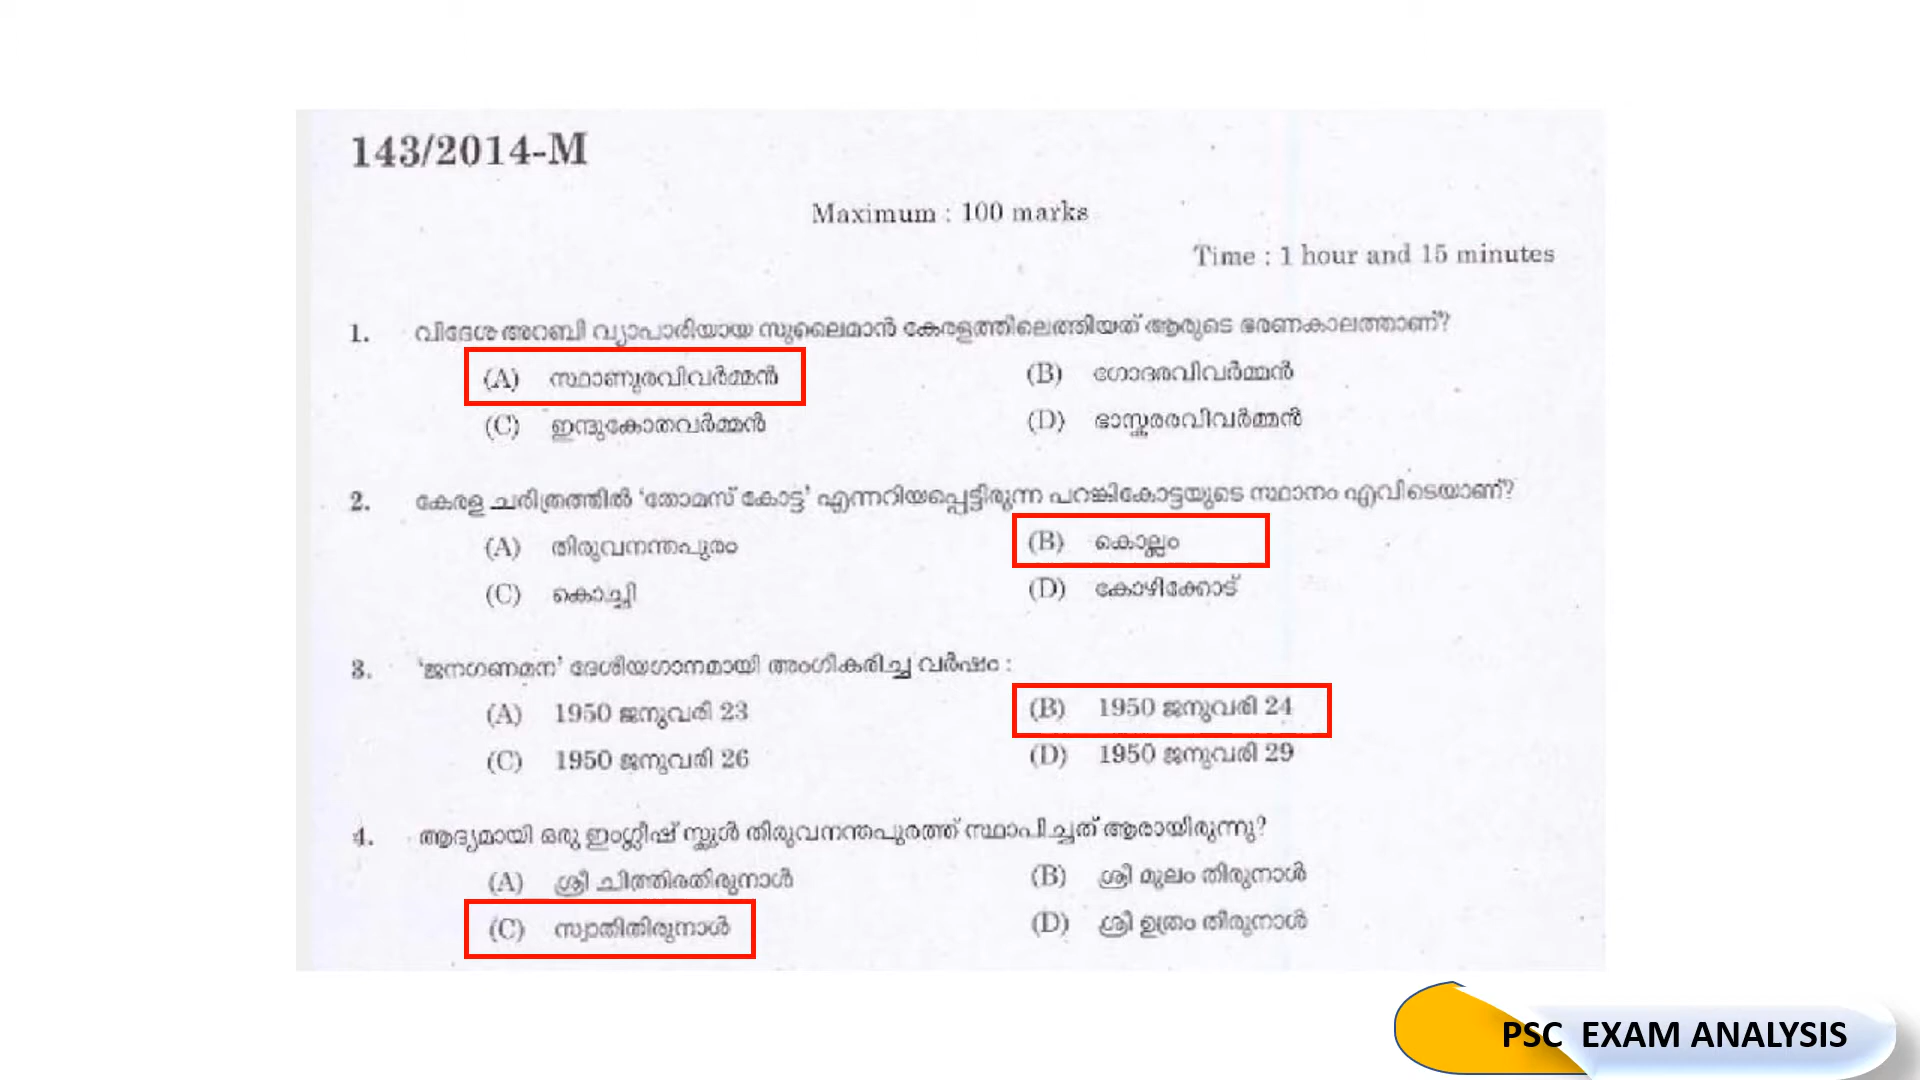 143/2014-M
Maximum : 100 marks
Time : 1 hour and 15 minutes
1. വിദേശ അറബി വ്യാപാരിയായ സുലൈമാൻ കേരളത്തിലെത്തിയത് ആരുടെ ഭരണകാലത്താണ്?
(A) സ്ഥാണുരവിവർമ്മൻ (B) ഗോദരവിവർമ്മൻ
(C) ഇന്ദുകോതവർമ്മൻ (D) ഭാസ്കരരവിവർമ്മൻ
2. കേരള ചരിത്രത്തിൽ 'തോമസ് കോട്ട' എന്നറിയപ്പെട്ടിരുന്ന പറങ്കികോട്ടയുടെ സ്ഥാനം എവിടെയാണ്?
(A) തിരുവനന്തപുരം (B) കൊല്ലം
(C) കൊച്ചി (D) കോഴിക്കോട്
3. 'ജനഗണമന' ദേശീയഗാനമായി അംഗീകരിച്ച വർഷം :
(A) 1950 ജനുവരി 23 (B) 1950 ജനുവരി 24
(C) 1950 ജനുവരി 26 (D) 1950 ജനുവരി 29
4. ആദ്യമായി ഒരു ഇംഗ്ലീഷ് സ്കൂൾ തിരുവനന്തപുരത്ത് സ്ഥാപിച്ചത് ആരായിരുന്നു?
(A) ശ്രീ ചിത്തിരതിരുനാൾ (B) ശ്രീ മൂലം തിരുനാൾ
(C) സ്വാതിതിരുനാൾ (D) ശ്രീ ഉത്രം തിരുനാൾ
PSC EXAM ANALYSIS